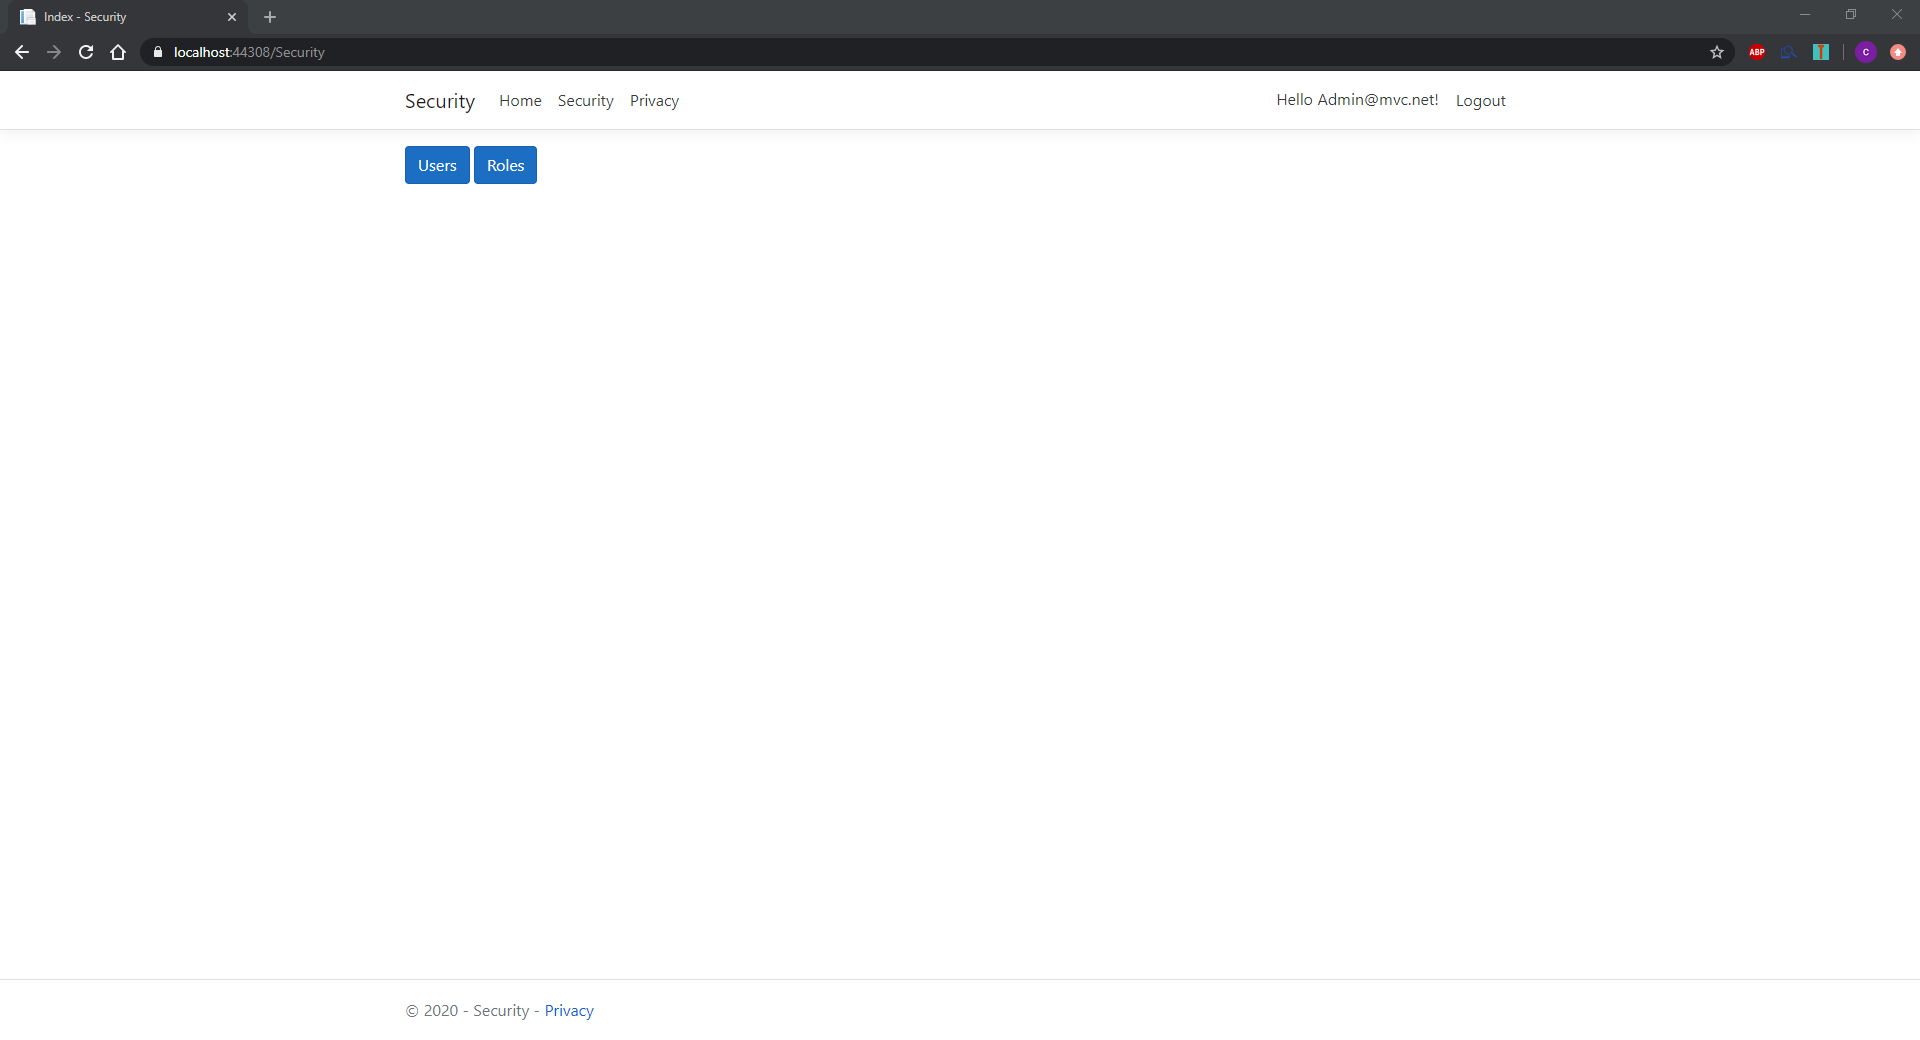 Index - Security
localhost:44308/Security
ABP
C
Security Home Security Privacy Hello Admin@mvc.net! Logout
Users Roles
© 2020 - Security - Privacy